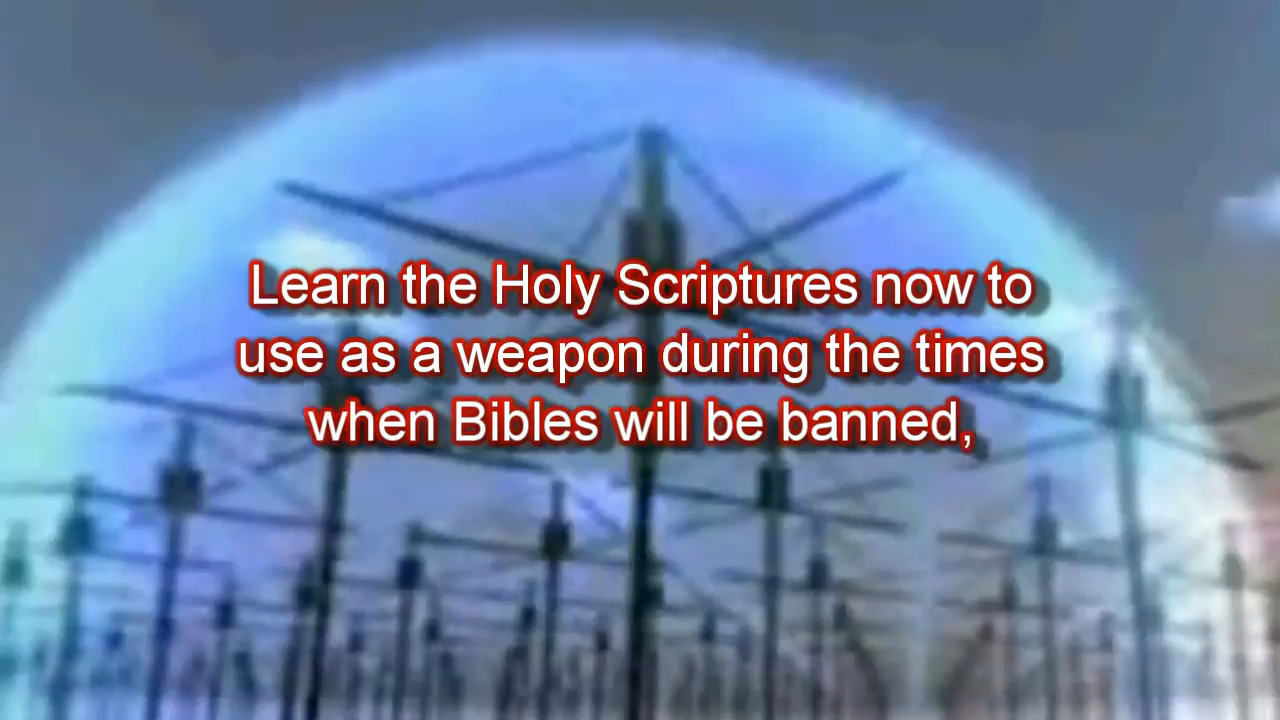 Learn the Holy Scriptures now to
use as a weapon during the times
when Bibles will be banned,